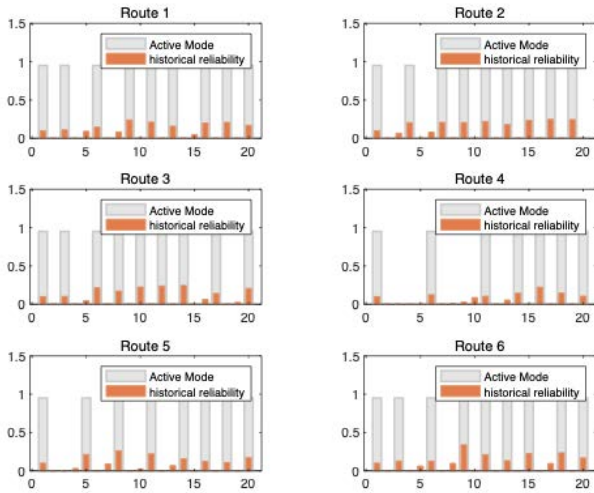 Route 1
1.5
1
0.5
0
0 5 10 15 20
Active Mode
historical reliability
Route 2
1.5
1
0.5
0
0 5 10 15 20
Active Mode
historical reliability
Route 3
1.5
1
0.5
0
0 5 10 15 20
Active Mode
historical reliability
Route 4
1.5
1
0.5
0
0 5 10 15 20
Active Mode
historical reliability
Route 5
1.5
1
0.5
0
0 5 10 15 20
Active Mode
historical reliability
Route 6
1.5
1
0.5
0
0 5 10 15 20
Active Mode
historical reliability